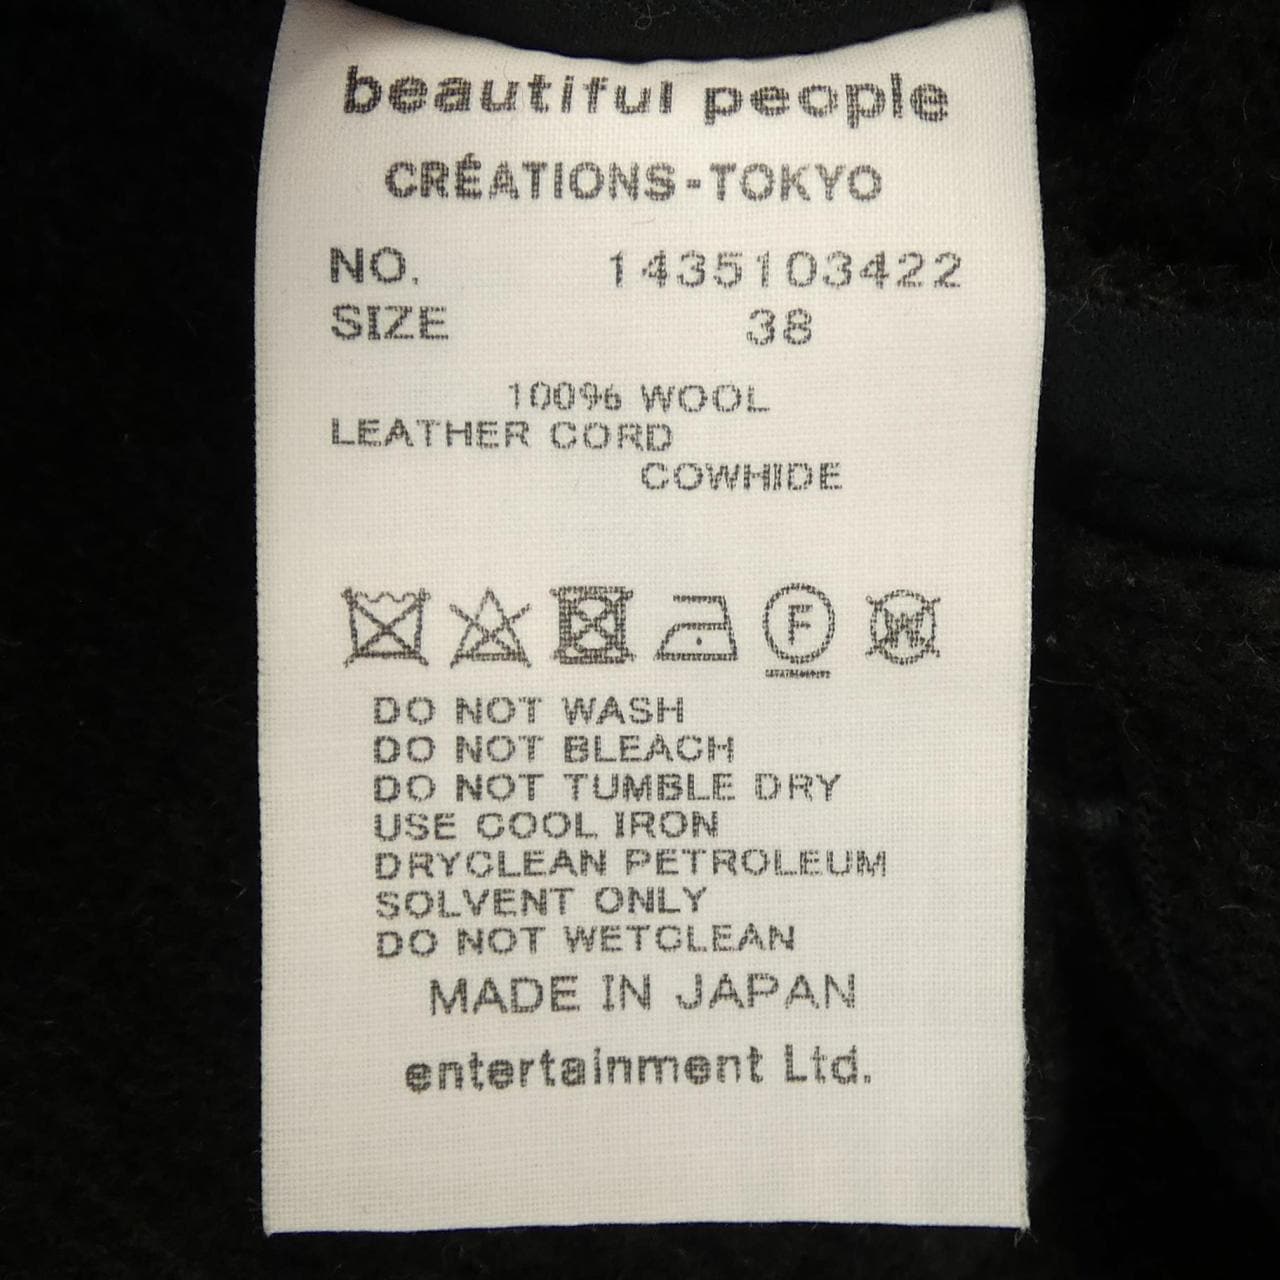 beautiful people
CRÉATIONS-TOKYO
NO. 1435103422
SIZE 38
100% WOOL
LEATHER CORD
COWHIDE
F W
DO NOT WASH
DO NOT BLEACH
DO NOT TUMBLE DRY
USE COOL IRON
DRYCLEAN PETROLEUM
SOLVENT ONLY
DO NOT WETCLEAN
MADE IN JAPAN
entertainment Ltd.